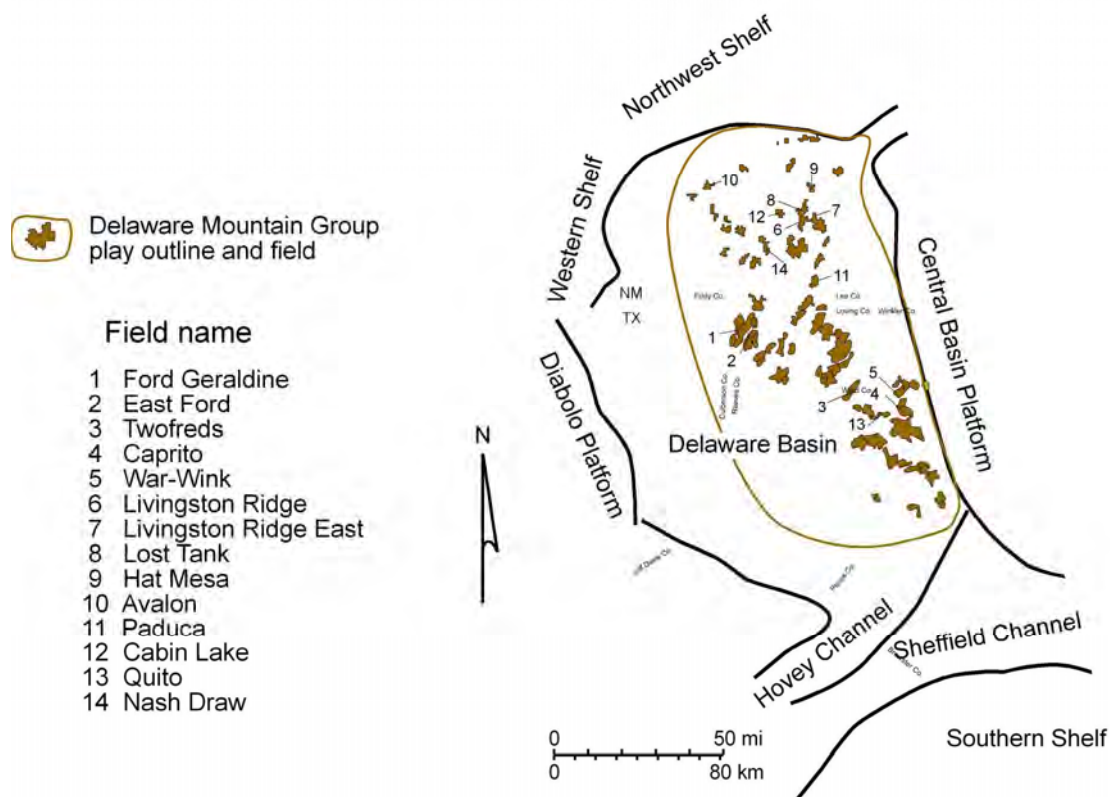 Northwest Shelf
Western Shelf
Central Basin Platform
Diabolo Platform
Delaware Basin
Hovey Channel
Sheffield Channel
Southern Shelf
NM
TX
Eddy Co.
Lea Co.
Loving Co.
Winkler Co.
Culberson Co.
Reeves Co.
Pecos Co.
Brewster Co.
9
10
8
12
7
6
14
11
1
2
5
4
3
13
Delaware Mountain Group
play outline and field
Field name
1 Ford Geraldine
2 East Ford
3 Twofreds
4 Caprito
5 War-Wink
6 Livingston Ridge
7 Livingston Ridge East
8 Lost Tank
9 Hat Mesa
10 Avalon
11 Paduca
12 Cabin Lake
13 Quito
14 Nash Draw
N
0 50 mi
0 80 km